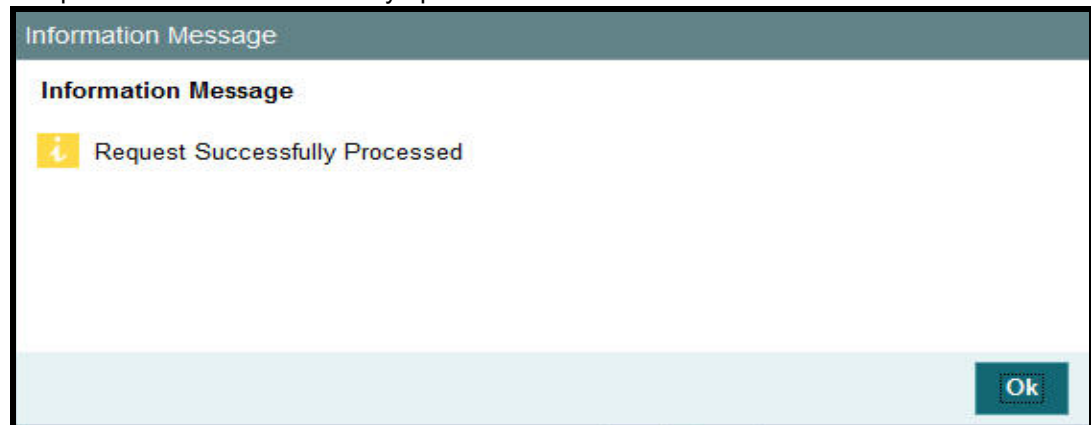 Information Message
Information Message
i Request Successfully Processed
Ok